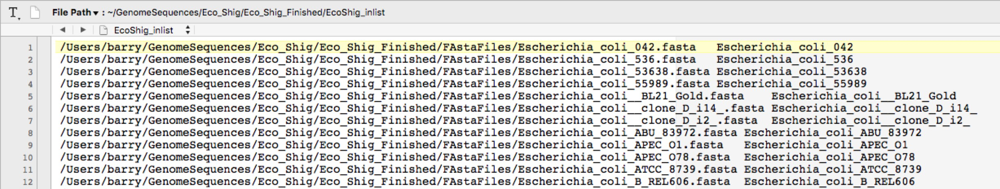 T. File Path▾ : ~/GenomeSequences/Eco_Shig/Eco_Shig_Finished/EcoShig_inlist
EcoShig_inlist
1 /Users/barry/GenomeSequences/Eco_Shig/Eco_Shig_Finished/FAstaFiles/Escherichia_coli_042.fasta Escherichia_coli_042
2 /Users/barry/GenomeSequences/Eco_Shig/Eco_Shig_Finished/FAstaFiles/Escherichia_coli_536.fasta Escherichia_coli_536
3 /Users/barry/GenomeSequences/Eco_Shig/Eco_Shig_Finished/FAstaFiles/Escherichia_coli_53638.fasta Escherichia_coli_53638
4 /Users/barry/GenomeSequences/Eco_Shig/Eco_Shig_Finished/FAstaFiles/Escherichia_coli_55989.fasta Escherichia_coli_55989
5 /Users/barry/GenomeSequences/Eco_Shig/Eco_Shig_Finished/FAstaFiles/Escherichia_coli__BL21_Gold.fasta Escherichia_coli__BL21_Gold
6 /Users/barry/GenomeSequences/Eco_Shig/Eco_Shig_Finished/FAstaFiles/Escherichia_coli__clone_D_i14_.fasta Escherichia_coli__clone_D_i14_
7 /Users/barry/GenomeSequences/Eco_Shig/Eco_Shig_Finished/FAstaFiles/Escherichia_coli__clone_D_i2_.fasta Escherichia_coli__clone_D_i2_
8 /Users/barry/GenomeSequences/Eco_Shig/Eco_Shig_Finished/FAstaFiles/Escherichia_coli_ABU_83972.fasta Escherichia_coli_ABU_83972
9 /Users/barry/GenomeSequences/Eco_Shig/Eco_Shig_Finished/FAstaFiles/Escherichia_coli_APEC_O1.fasta Escherichia_coli_APEC_O1
10 /Users/barry/GenomeSequences/Eco_Shig/Eco_Shig_Finished/FAstaFiles/Escherichia_coli_APEC_O78.fasta Escherichia_coli_APEC_O78
11 /Users/barry/GenomeSequences/Eco_Shig/Eco_Shig_Finished/FAstaFiles/Escherichia_coli_ATCC_8739.fasta Escherichia_coli_ATCC_8739
12 /Users/barry/GenomeSequences/Eco_Shig/Eco_Shig_Finished/FAstaFiles/Escherichia_coli_B_REL606.fasta Escherichia_coli_B_REL606